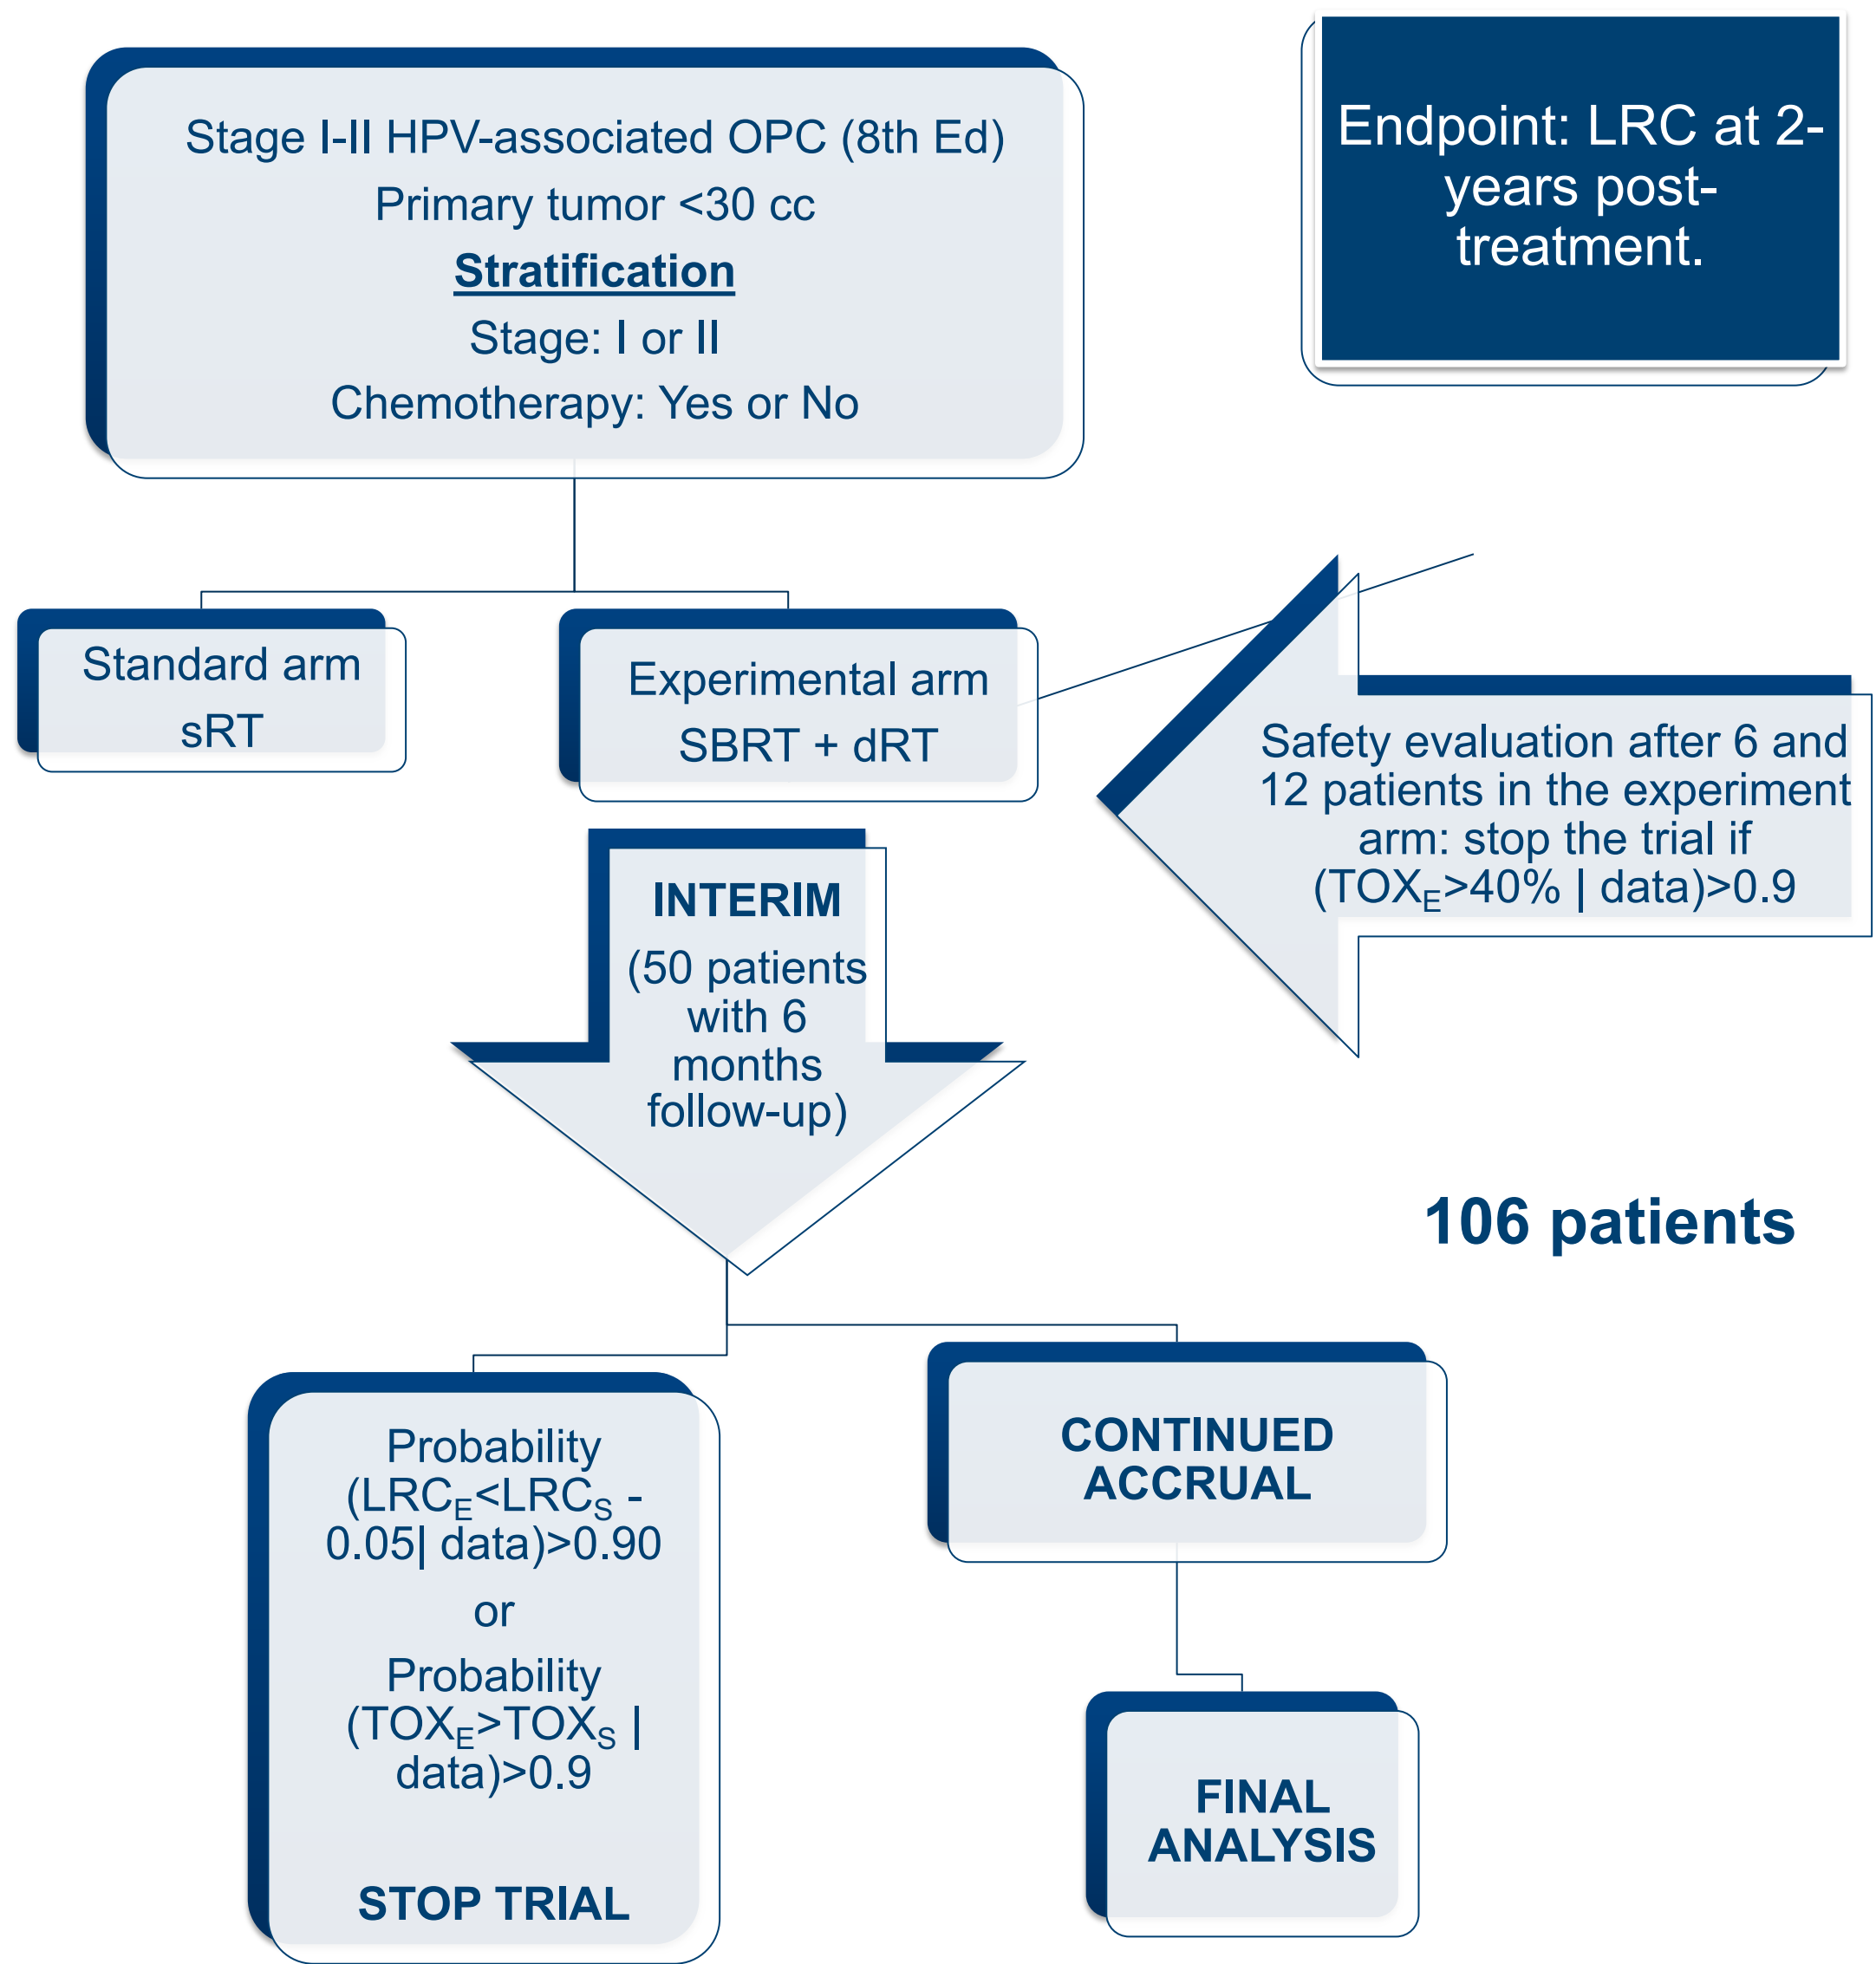 Stage I-II HPV-associated OPC (8th Ed)
Primary tumor <30 cc
Stratification
Stage: I or II
Chemotherapy: Yes or No
Endpoint: LRC at 2-
years post-
treatment.
Standard arm
sRT
Experimental arm
SBRT + dRT
Safety evaluation after 6 and
12 patients in the experiment
arm: stop the trial if
(TOXE>40% | data)>0.9
INTERIM
(50 patients
with 6
months
follow-up)
106 patients
Probability
(LRCE<LRCS -
0.05| data)>0.90
or
Probability
(TOXE>TOXS |
data)>0.9
STOP TRIAL
CONTINUED
ACCRUAL
FINAL
ANALYSIS